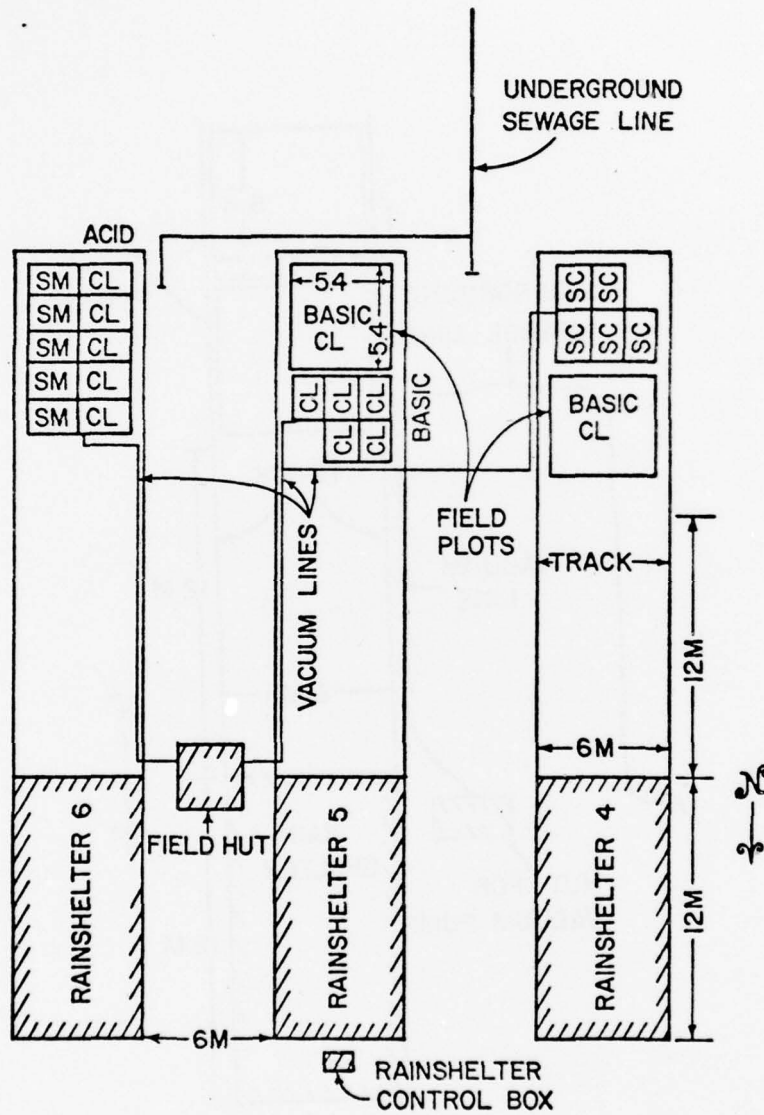 UNDERGROUND
SEWAGE LINE
ACID
SM CL
SM CL
SM CL
SM CL
SM CL
5.4
BASIC
CL
5.4
CL CL CL
CL CL
BASIC
SC SC
SC SC SC
BASIC
CL
FIELD
PLOTS
VACUUM LINES
TRACK
12M
6M
N
FIELD HUT
RAINSHELTER 6
RAINSHELTER 5
RAINSHELTER 4
12M
6M
RAINSHELTER
CONTROL BOX